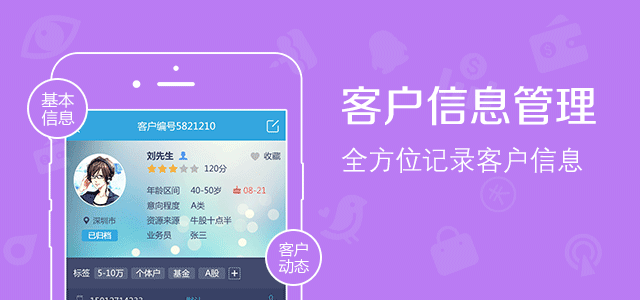 基本
信息
客户编号5821210
刘先生
收藏
120分
年龄区间 40-50岁 08-21
意向程度 A类
深圳市
资源来源 牛股十点半
已归档
业务员 张三
客户
动态
标签 5-10万 个体户 基金 A股
客户信息管理
全方位记录客户信息